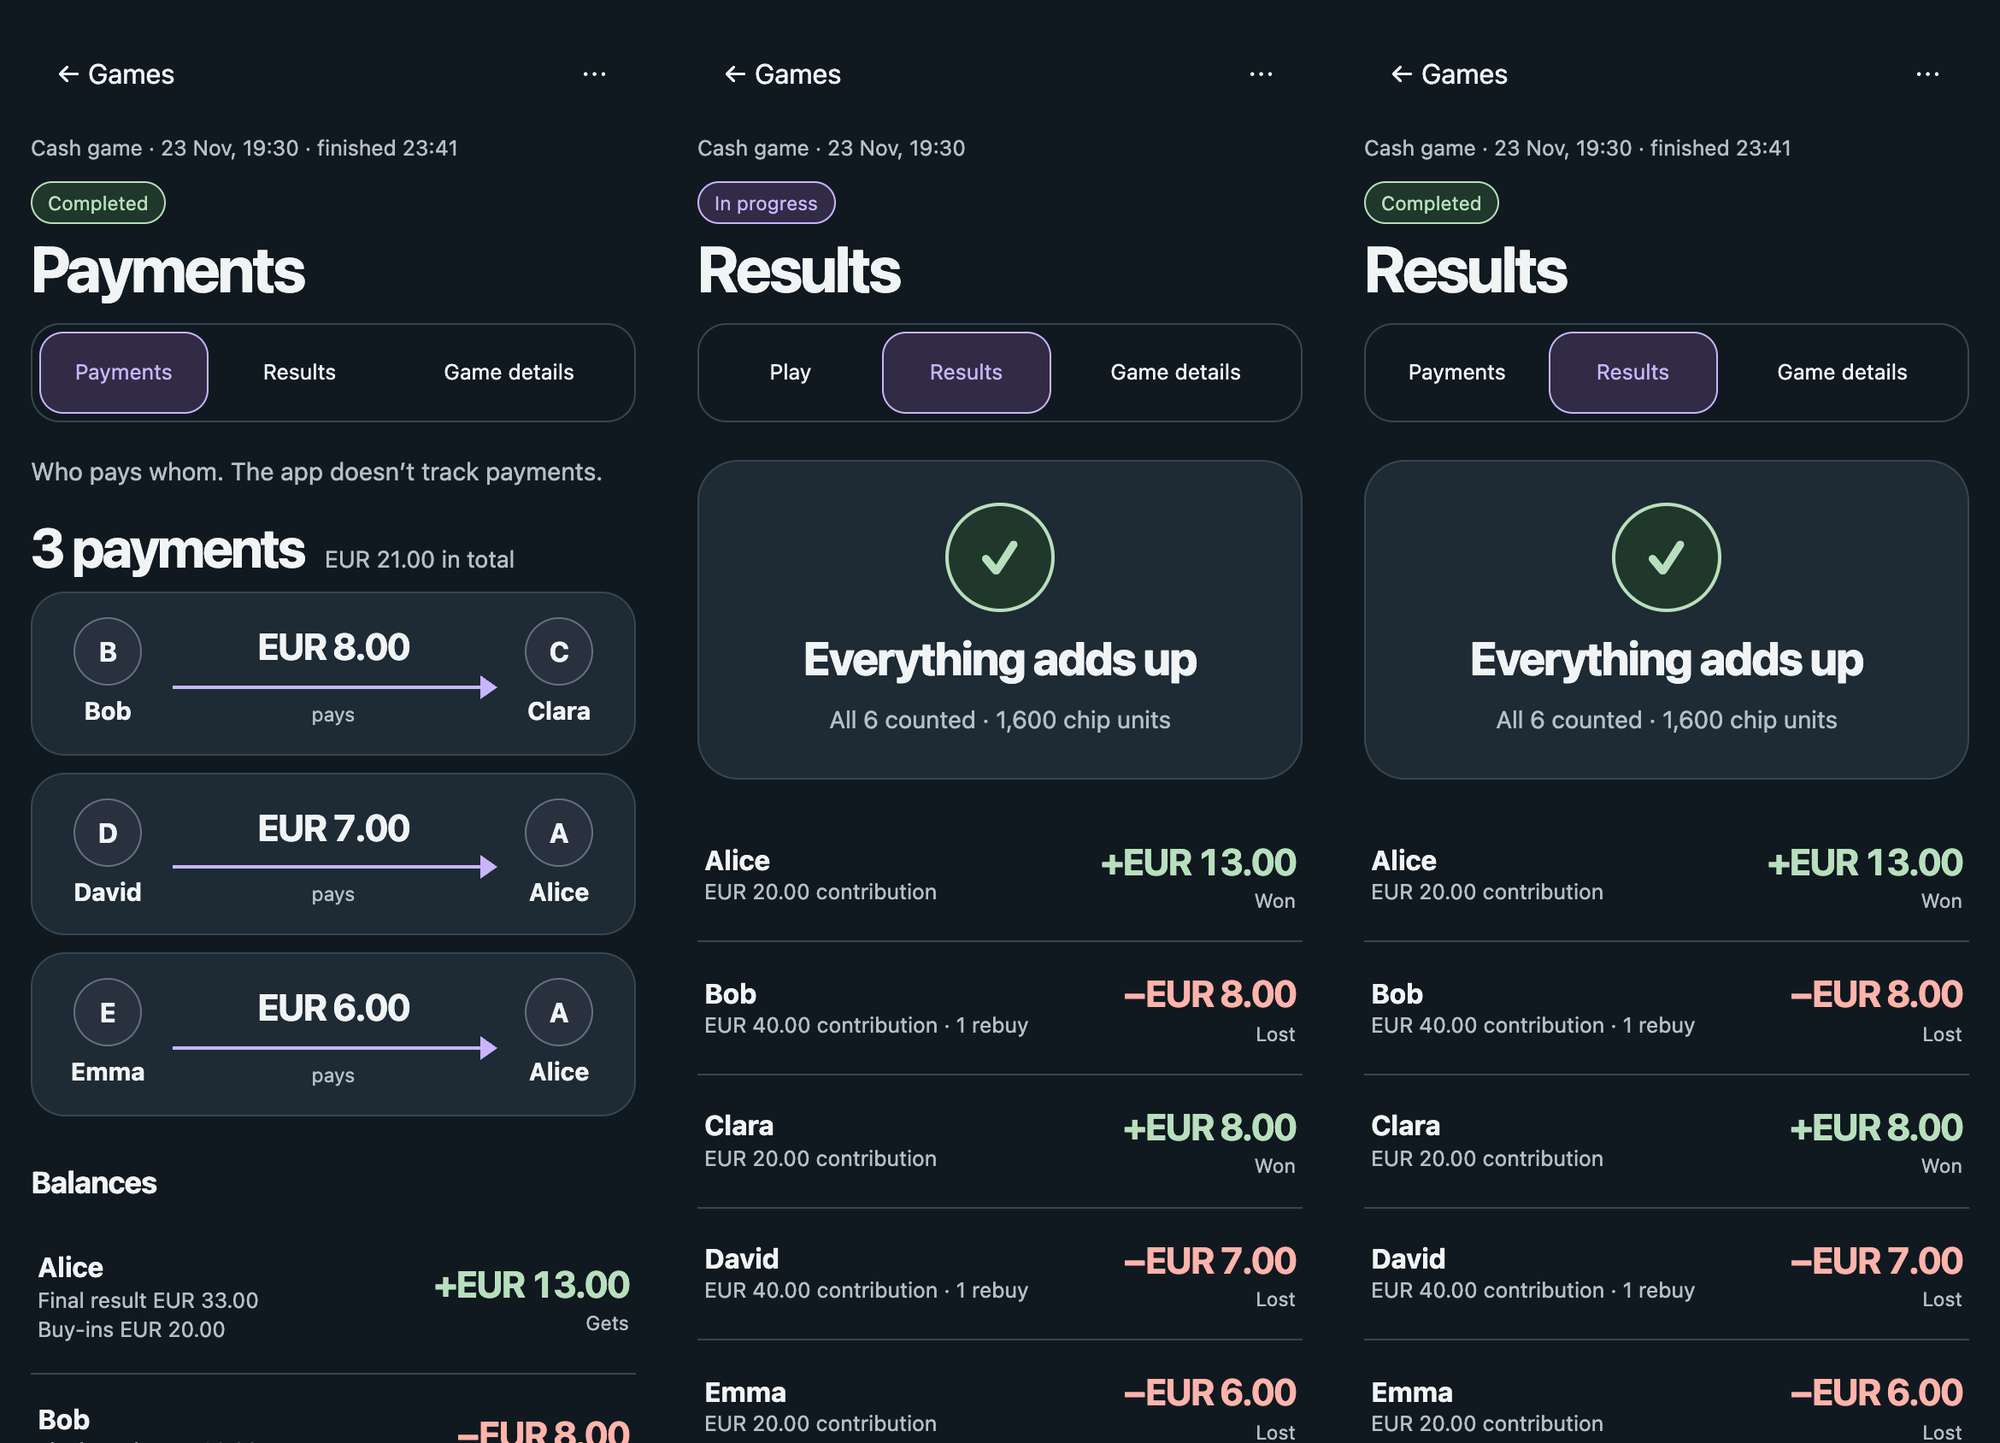 ← Games ...
Cash game · 23 Nov, 19:30 · finished 23:41
Completed
Payments
Payments Results Game details
Who pays whom. The app doesn’t track payments.
3 payments EUR 21.00 in total
B EUR 8.00 C
Bob pays Clara
D EUR 7.00 A
David pays Alice
E EUR 6.00 A
Emma pays Alice
Balances
Alice
Final result EUR 33.00
Buy-ins EUR 20.00
+EUR 13.00
Gets
Bob
−EUR 8.00
← Games ...
Cash game · 23 Nov, 19:30
In progress
Results
Play Results Game details
Everything adds up
All 6 counted · 1,600 chip units
Alice +EUR 13.00
EUR 20.00 contribution Won
Bob −EUR 8.00
EUR 40.00 contribution · 1 rebuy Lost
Clara +EUR 8.00
EUR 20.00 contribution Won
David −EUR 7.00
EUR 40.00 contribution · 1 rebuy Lost
Emma −EUR 6.00
EUR 20.00 contribution Lost
← Games ...
Cash game · 23 Nov, 19:30 · finished 23:41
Completed
Results
Payments Results Game details
Everything adds up
All 6 counted · 1,600 chip units
Alice +EUR 13.00
EUR 20.00 contribution Won
Bob −EUR 8.00
EUR 40.00 contribution · 1 rebuy Lost
Clara +EUR 8.00
EUR 20.00 contribution Won
David −EUR 7.00
EUR 40.00 contribution · 1 rebuy Lost
Emma −EUR 6.00
EUR 20.00 contribution Lost